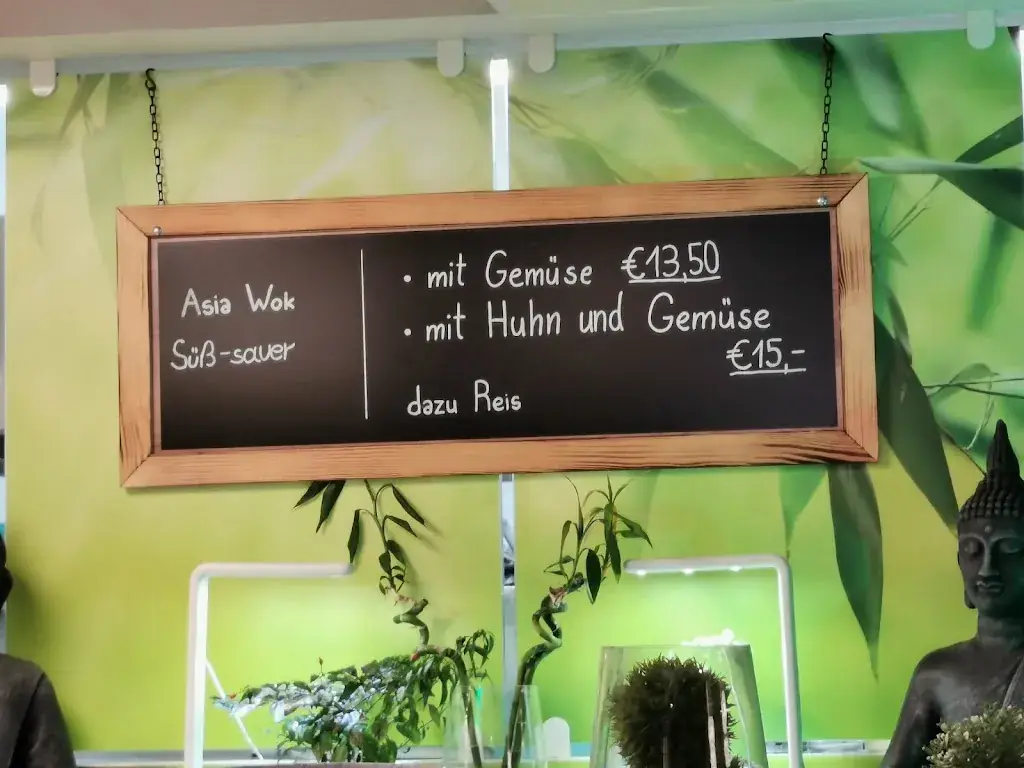 Asia Wok
Süß-sauer
• mit Gemüse €13,50
• mit Huhn und Gemüse
€15,-
dazu Reis